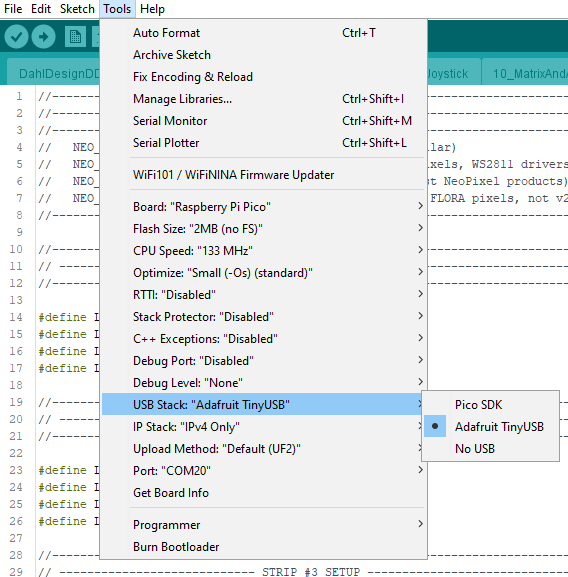 File Edit Sketch Tools Help
DahlDesignDD
Joystick
10_MatrixAndA
Auto Format Ctrl+T
Archive Sketch
Fix Encoding & Reload
Manage Libraries... Ctrl+Shift+I
Serial Monitor Ctrl+Shift+M
Serial Plotter Ctrl+Shift+L
WiFi101 / WiFiNINA Firmware Updater
Board: "Raspberry Pi Pico"
Flash Size: "2MB (no FS)"
CPU Speed: "133 MHz"
Optimize: "Small (-Os) (standard)"
RTTI: "Disabled"
Stack Protector: "Disabled"
C++ Exceptions: "Disabled"
Debug Port: "Disabled"
Debug Level: "None"
USB Stack: "Adafruit TinyUSB"
IP Stack: "IPv4 Only"
Upload Method: "Default (UF2)"
Port: "COM20"
Get Board Info
Programmer
Burn Bootloader
Pico SDK
Adafruit TinyUSB
No USB
1 //--------
2 //--------
3 //--------
4 // NEO_ lar)
5 // NEO_ xels, WS2811 drivers
6 // NEO_ st NeoPixel products)
7 // NEO_ FLORA pixels, not v2
8 //--------
9
10 //--------
11 // -------
12 //--------
13
14 #define L
15 #define L
16 #define L
17 #define L
18
19 //--------
20 // -------
21 //--------
22
23 #define L
24 #define L
25 #define L
26 #define L
27
28 //--------
29 // ---------------------------- STRIP #3 SETUP ----------------------------